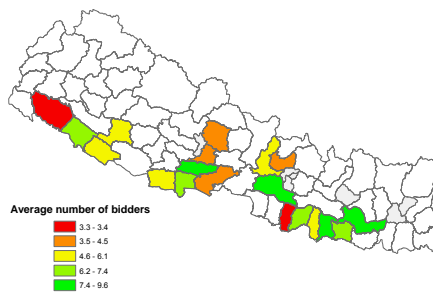 Average number of bidders
3.3 - 3.4
3.5 - 4.5
4.6 - 6.1
6.2 - 7.4
7.4 - 9.6